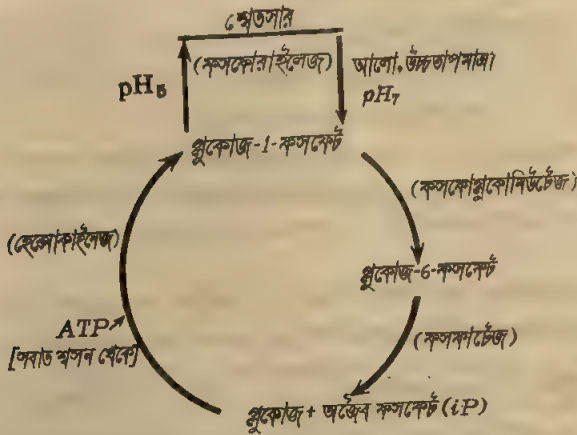 শ্বেতসার
(ফসফোরাইলেজ)
আলো, উচ্চতাপমাত্রা
pH₅
pH₇
গ্লুকোজ-1-ফসফেট
(ফসফোগ্লুকোমিউটেজ)
(হেক্সোকাইনেজ)
গ্লুকোজ-6-ফসফেট
ATP
[সবাত শ্বসন থেকে]
(ফসফাটেজ)
গ্লুকোজ + অজৈব ফসফেট (iP)